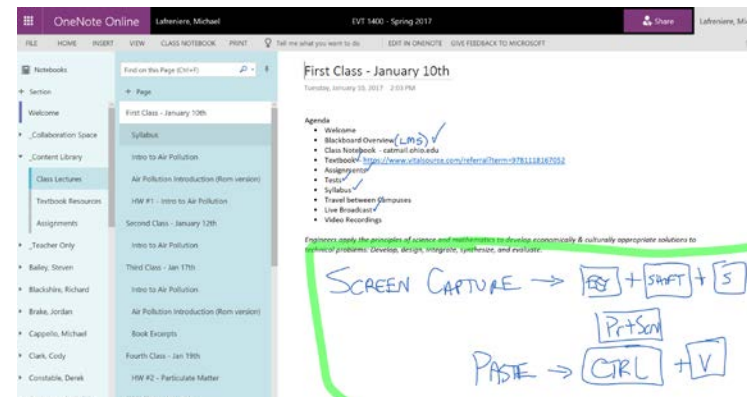 OneNote Online
Lafreniere, Michael
EVT 1400 - Spring 2017
Share
Lafreniere, Mi
FILE HOME INSERT VIEW CLASS NOTEBOOK PRINT Tell me what you want to do EDIT IN ONENOTE GIVE FEEDBACK TO MICROSOFT
Notebooks
+ Section
Welcome
_Collaboration Space
_Content Library
Class Lectures
Textbook Resources
Assignments
_Teacher Only
Bailey, Steven
Blackshire, Richard
Brake, Jordan
Cappello, Michael
Clark, Cody
Constable, Derek
Find on this Page (Ctrl+F)
+ Page
First Class - January 10th
Syllabus
Intro to Air Pollution
Air Pollution Introduction (Rom version)
HW #1 - Intro to Air Pollution
Second Class - January 12th
Intro to Air Pollution
Third Class - Jan 17th
Intro to Air Pollution
Air Pollution Introduction (Rom version)
Book Excerpts
Fourth Class - Jan 19th
HW #2 - Particulate Matter
First Class - January 10th
Tuesday, January 10, 2017 2:03 PM
Agenda
Welcome
Blackboard Overview (LMS)
Class Notebook - catmail.ohio.edu
Textbook - https://www.vitalsource.com/referral?term=9781118167052
Assignments
Tests
Syllabus
Travel between Campuses
Live Broadcast
Video Recordings
Engineers apply the principles of science and mathematics to develop economically & culturally appropriate solutions to
technical problems. Develop, design, integrate, synthesize, and evaluate.
SCREEN CAPTURE → + SHIFT + S
PrtScn
PASTE → CTRL + V